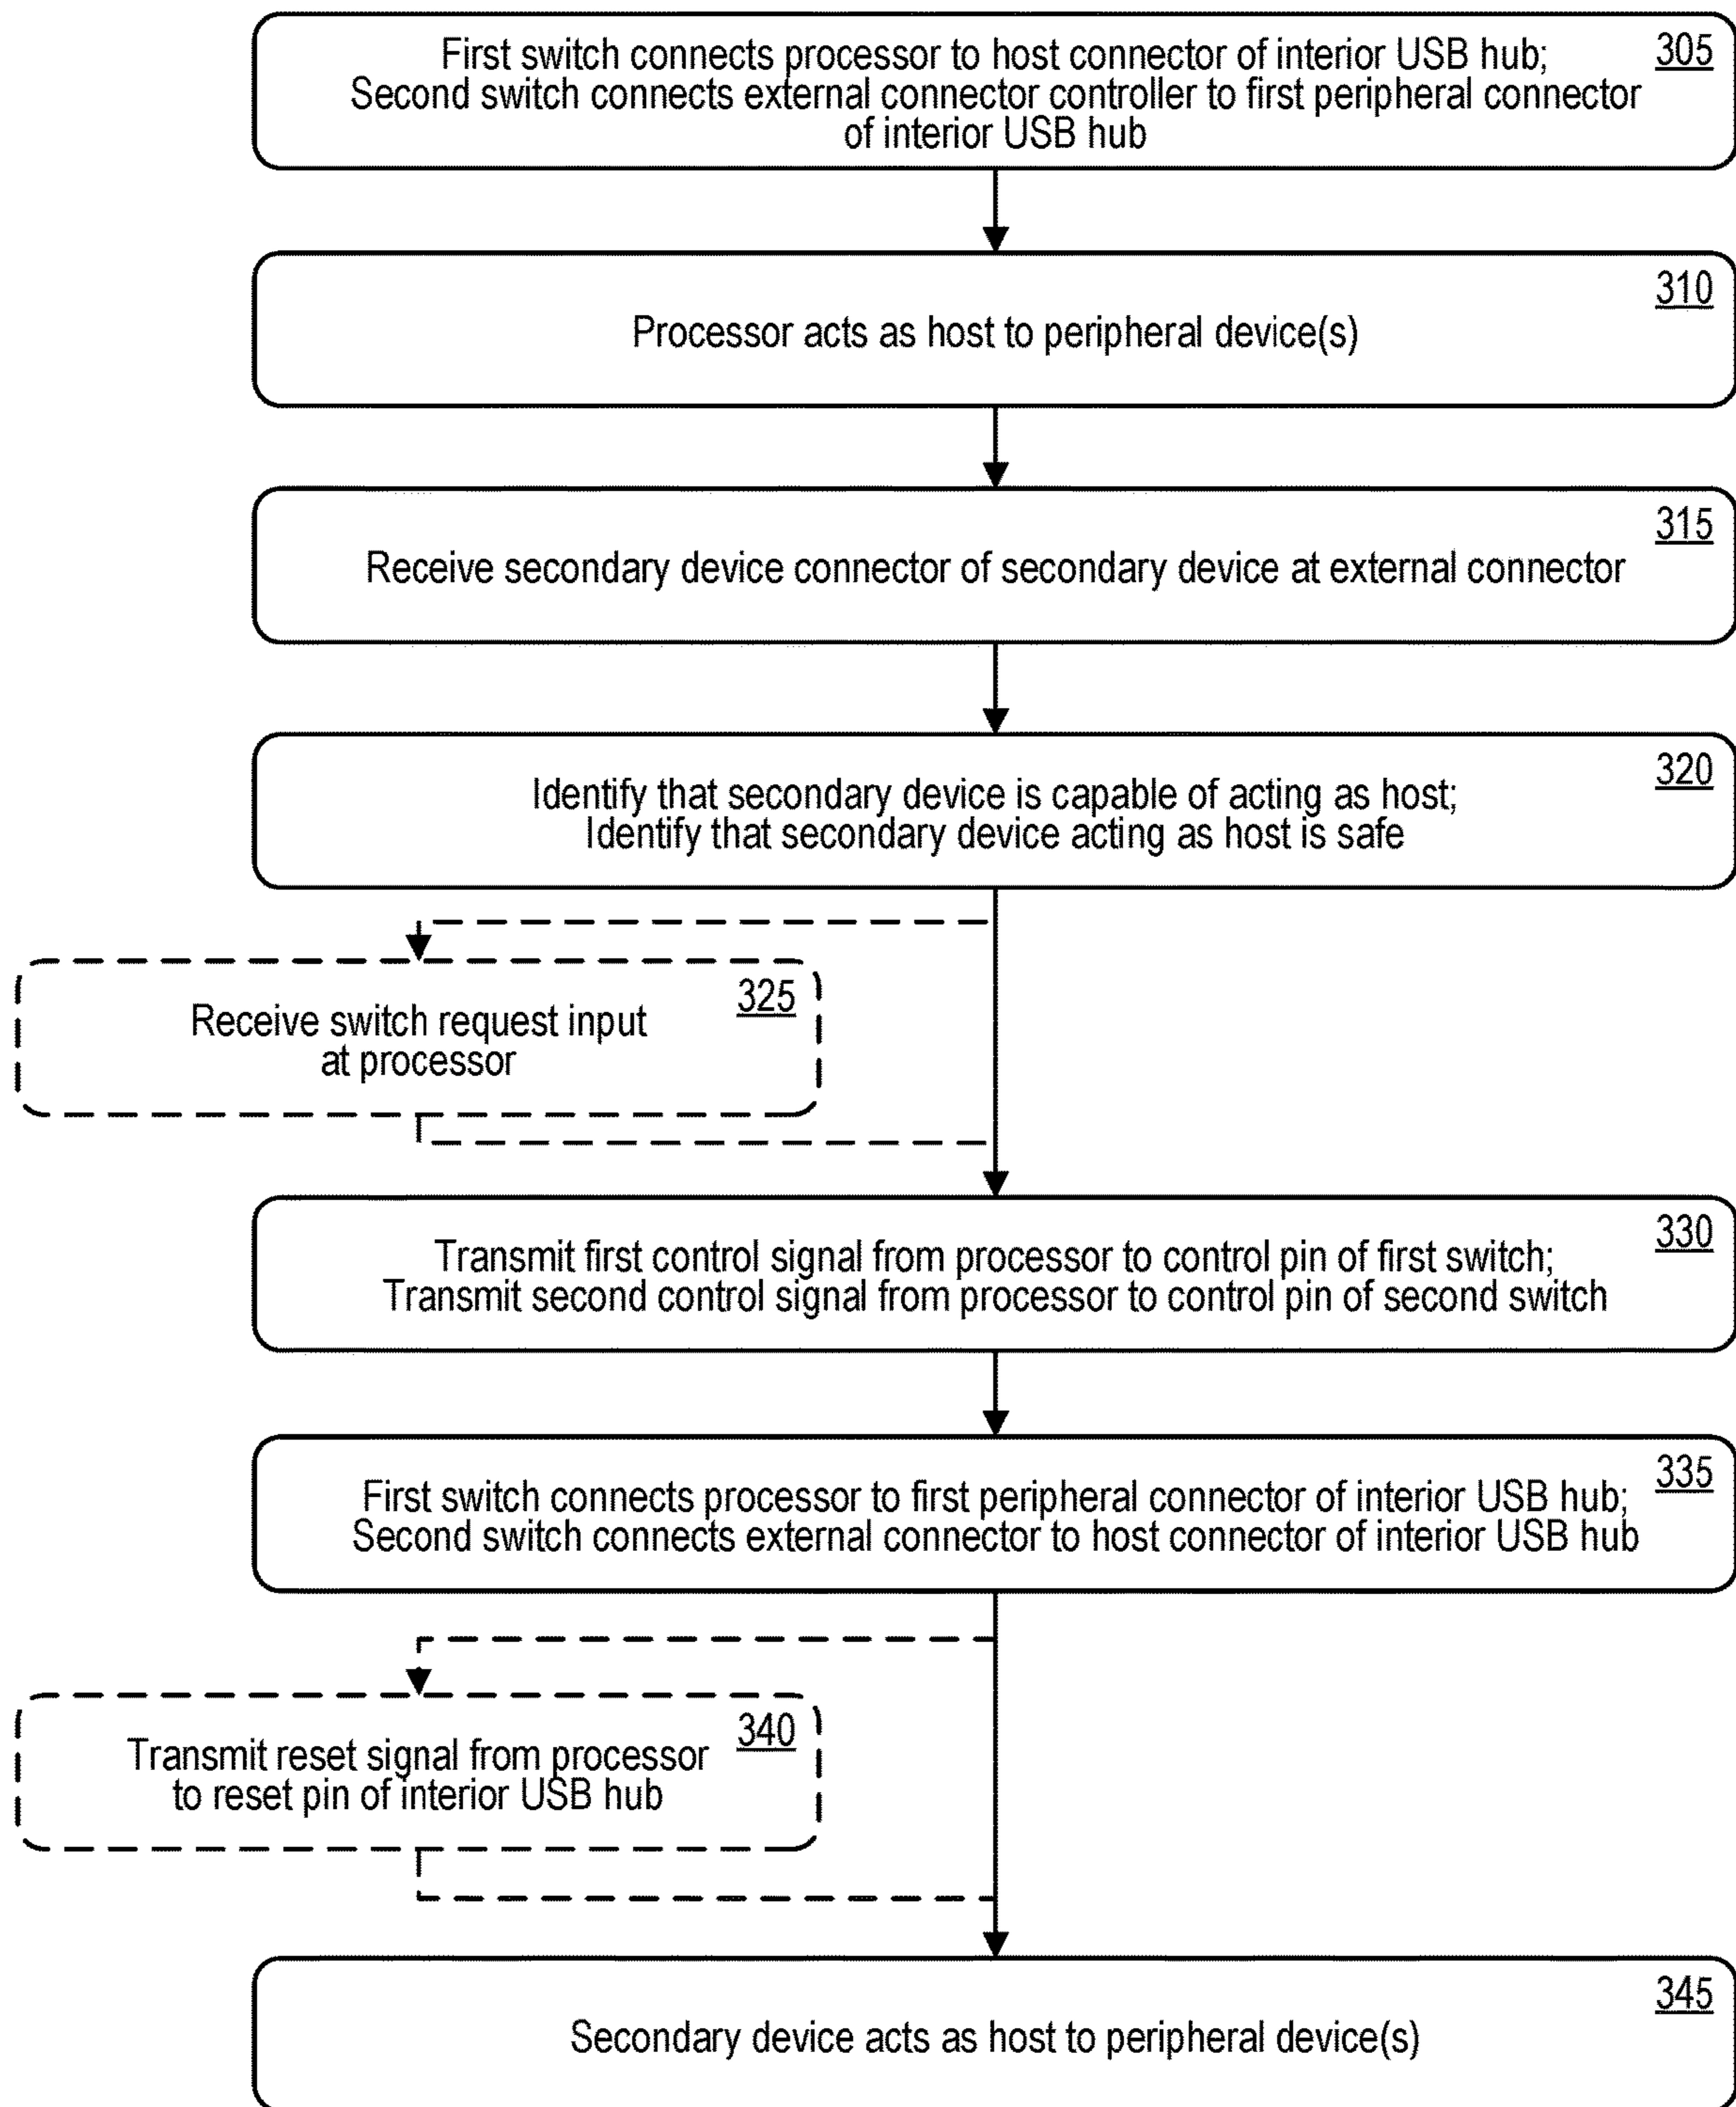 First switch connects processor to host connector of interior USB hub;
305
Second switch connects external connector controller to first peripheral connector
of interior USB hub
310
Processor acts as host to peripheral device(s)
315
Receive secondary device connector of secondary device at external connector
320
Identify that secondary device is capable of acting as host;
Identify that secondary device acting as host is safe
325
Receive switch request input
at processor
330
Transmit first control signal from processor to control pin of first switch;
Transmit second control signal from processor to control pin of second switch
335
First switch connects processor to first peripheral connector of interior USB hub;
Second switch connects external connector to host connector of interior USB hub
340
Transmit reset signal from processor
to reset pin of interior USB hub
345
Secondary device acts as host to peripheral device(s)